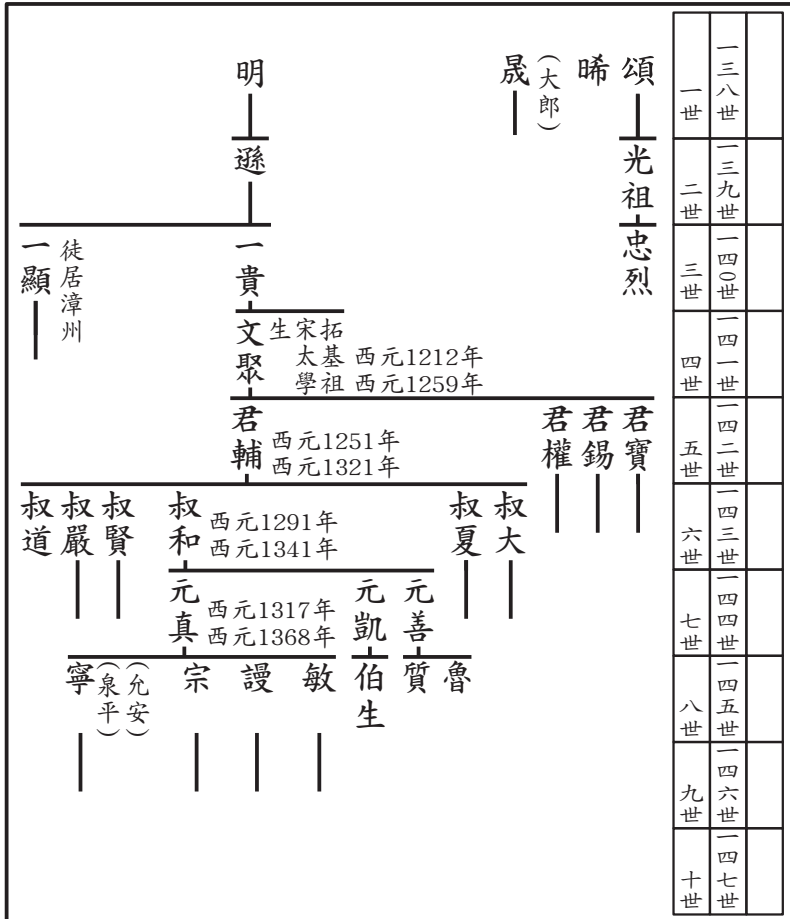 一三八世
一三九世
一四〇世
一四一世
一四二世
一四三世
一四四世
一四五世
一四六世
一四七世
一世
二世
三世
四世
五世
六世
七世
八世
九世
十世
頌
晞
(大郎)
晟
明
光祖
遜
忠烈
一貴
徒居漳州
一顯
文聚
生宋拓
太基 西元1212年
學祖 西元1259年
君寶
君錫
君權
君輔
西元1251年
西元1321年
叔大
叔夏
叔和
西元1291年
西元1341年
叔賢
叔嚴
叔道
元善
元凱
元真
西元1317年
西元1368年
魯
質
伯生
敏
謾
宗
(允安)
(泉平)
寧